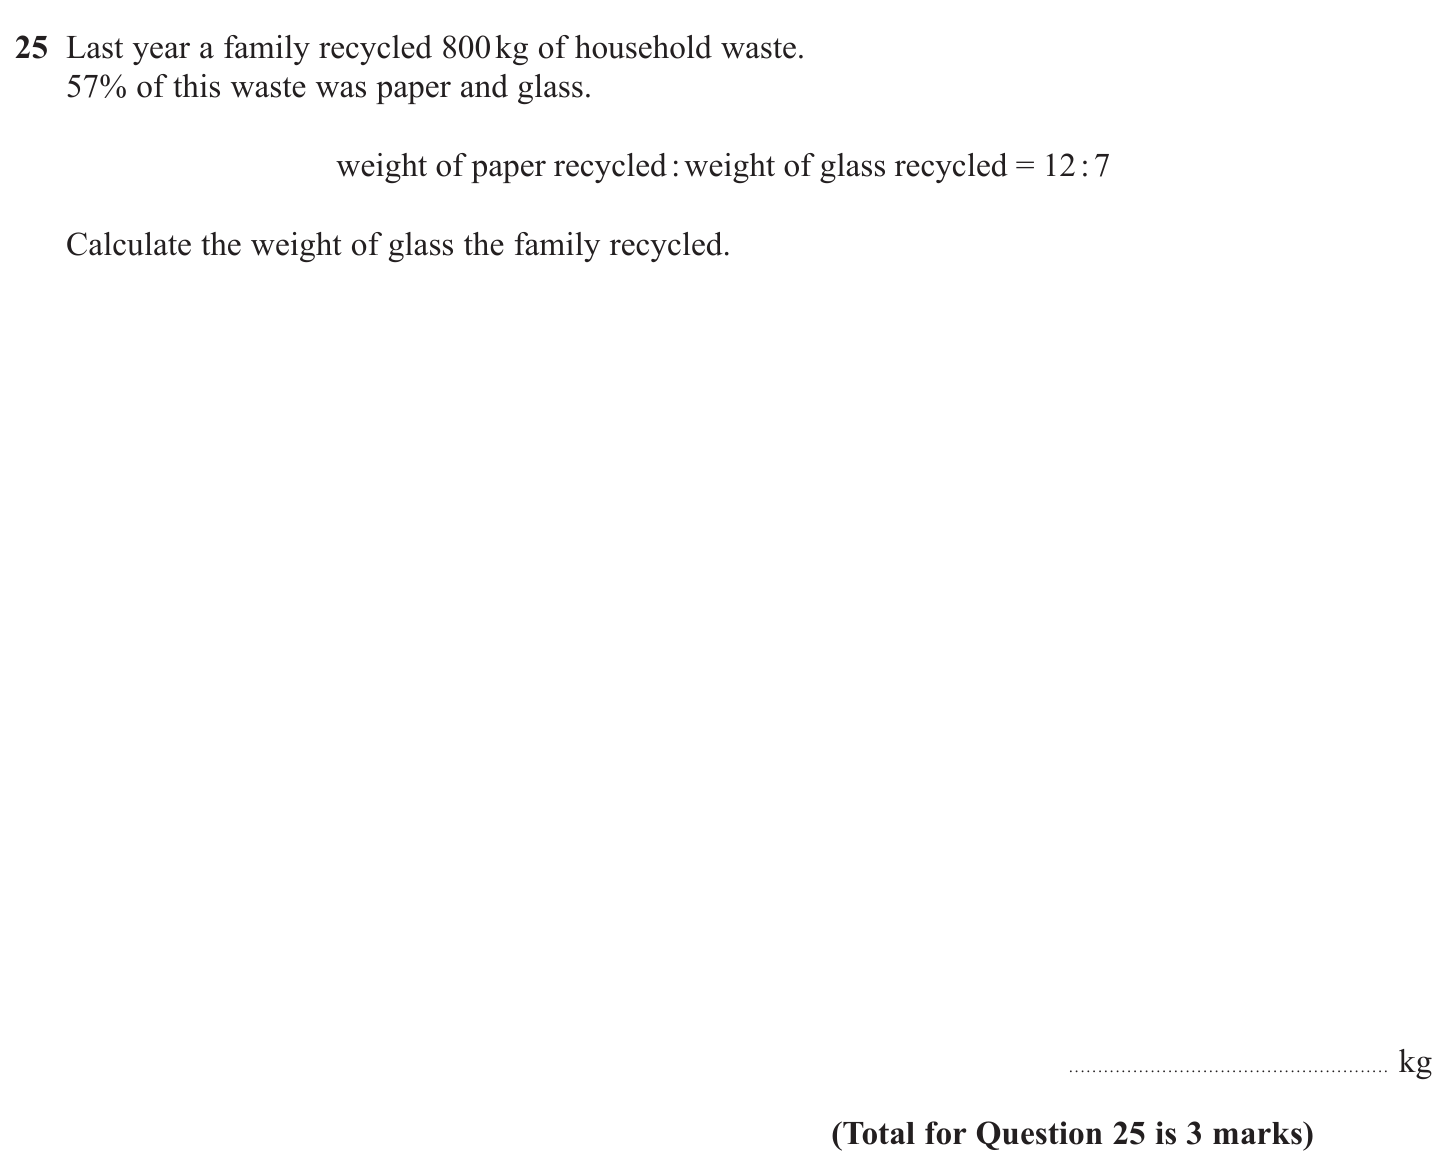 25 Last year a family recycled 800 kg of household waste.
57% of this waste was paper and glass.
weight of paper recycled : weight of glass recycled = 12 : 7
Calculate the weight of glass the family recycled.
........................................................ kg
(Total for Question 25 is 3 marks)